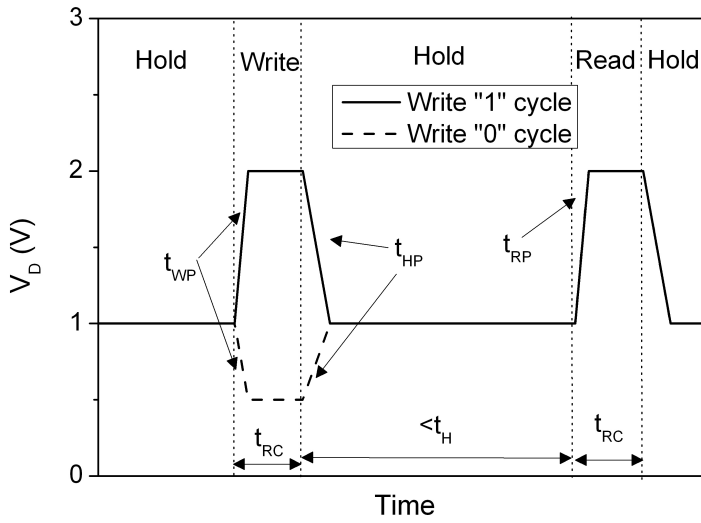 3
Hold
Write
Hold
Read
Hold
Write "1" cycle
Write "0" cycle
2
V_D (V)
t_WP
t_HP
t_RP
1
t_RC
<t_H
t_RC
0
Time